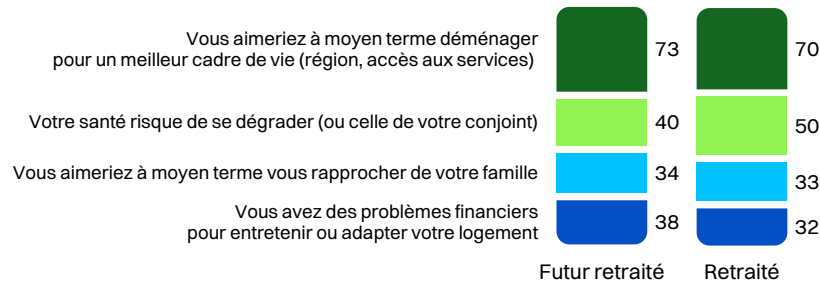 Vous aimeriez à moyen terme déménager
pour un meilleur cadre de vie (région, accès aux services)
73
70
Votre santé risque de se dégrader (ou celle de votre conjoint)
40
50
Vous aimeriez à moyen terme vous rapprocher de votre famille
34
33
Vous avez des problèmes financiers
pour entretenir ou adapter votre logement
38
32
Futur retraité
Retraité